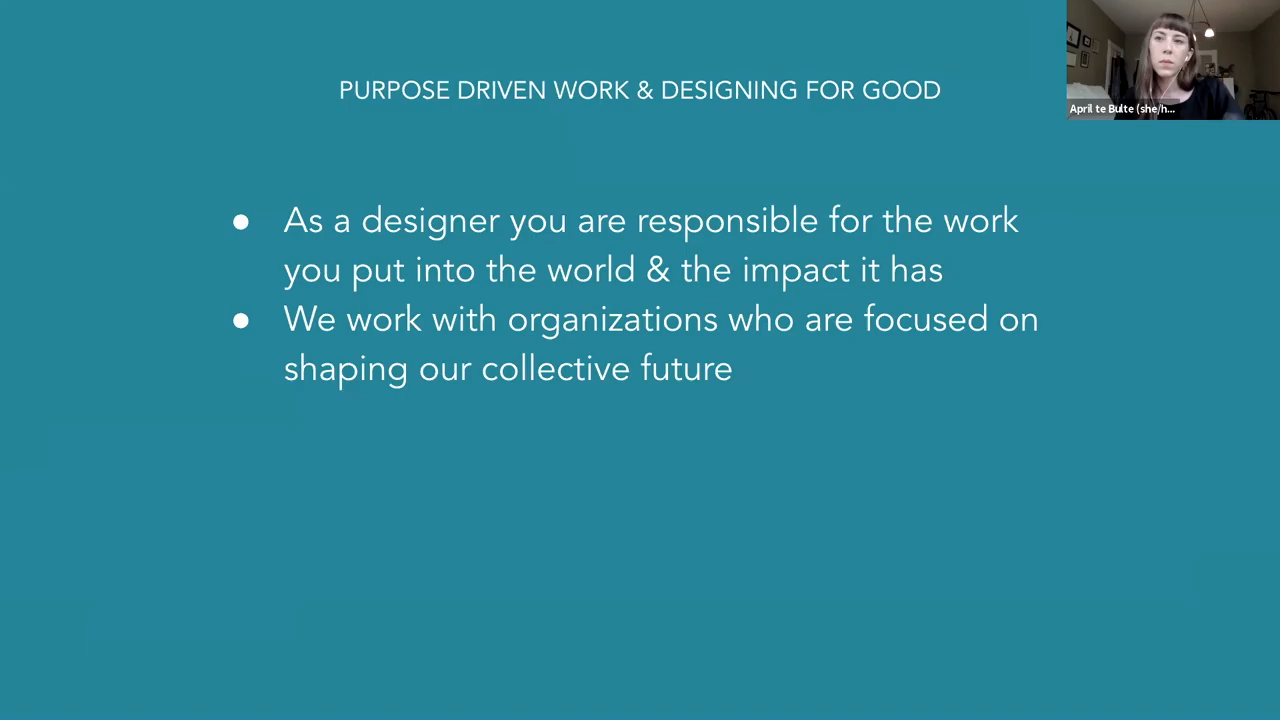 PURPOSE DRIVEN WORK & DESIGNING FOR GOOD
April te Bulte (she/h...
● As a designer you are responsible for the work
you put into the world & the impact it has
● We work with organizations who are focused on
shaping our collective future